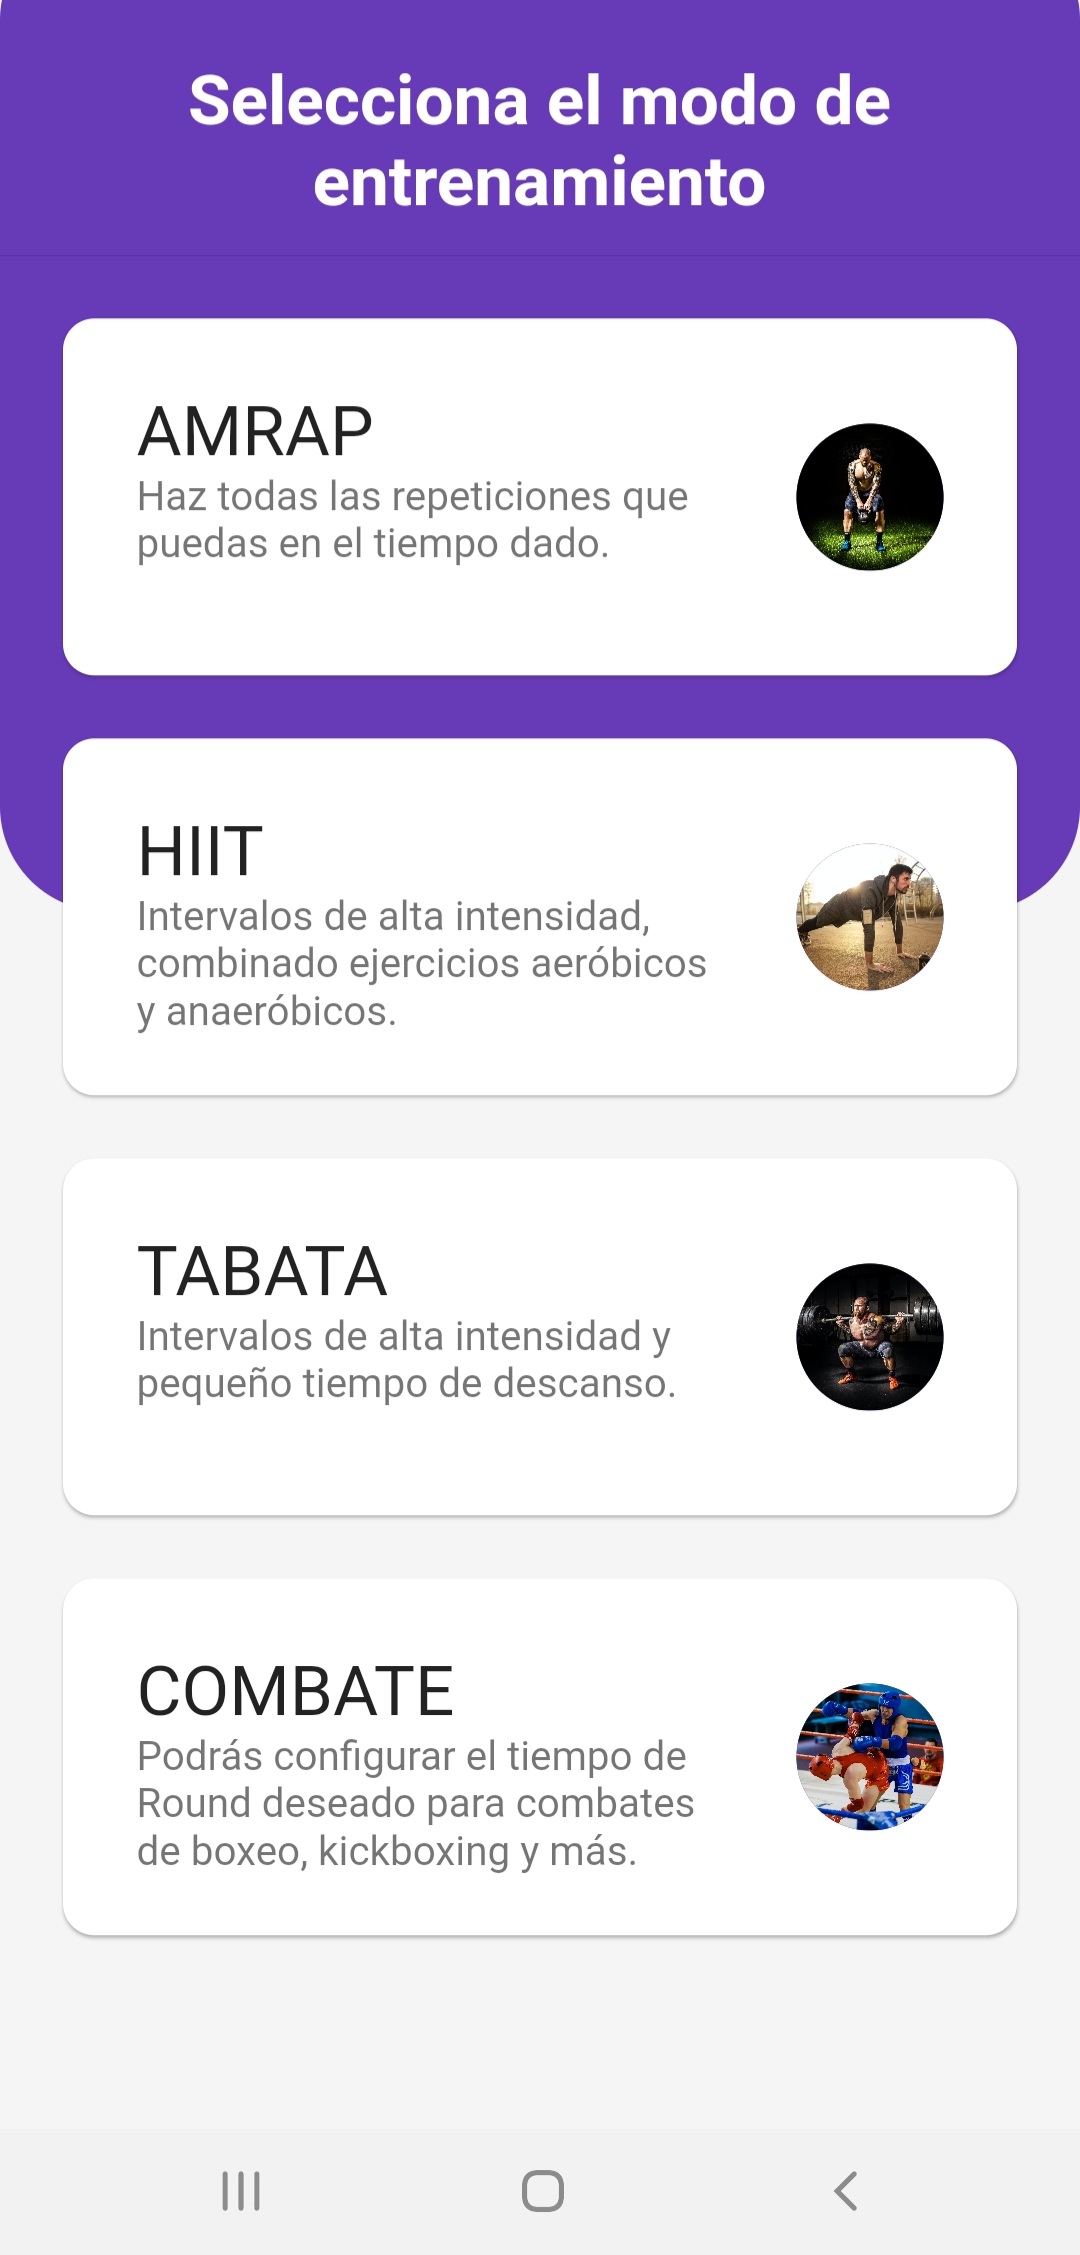 Selecciona el modo de
entrenamiento
AMRAP
Haz todas las repeticiones que
puedas en el tiempo dado.
HIIT
Intervalos de alta intensidad,
combinado ejercicios aeróbicos
y anaeróbicos.
TABATA
Intervalos de alta intensidad y
pequeño tiempo de descanso.
COMBATE
Podrás configurar el tiempo de
Round deseado para combates
de boxeo, kickboxing y más.